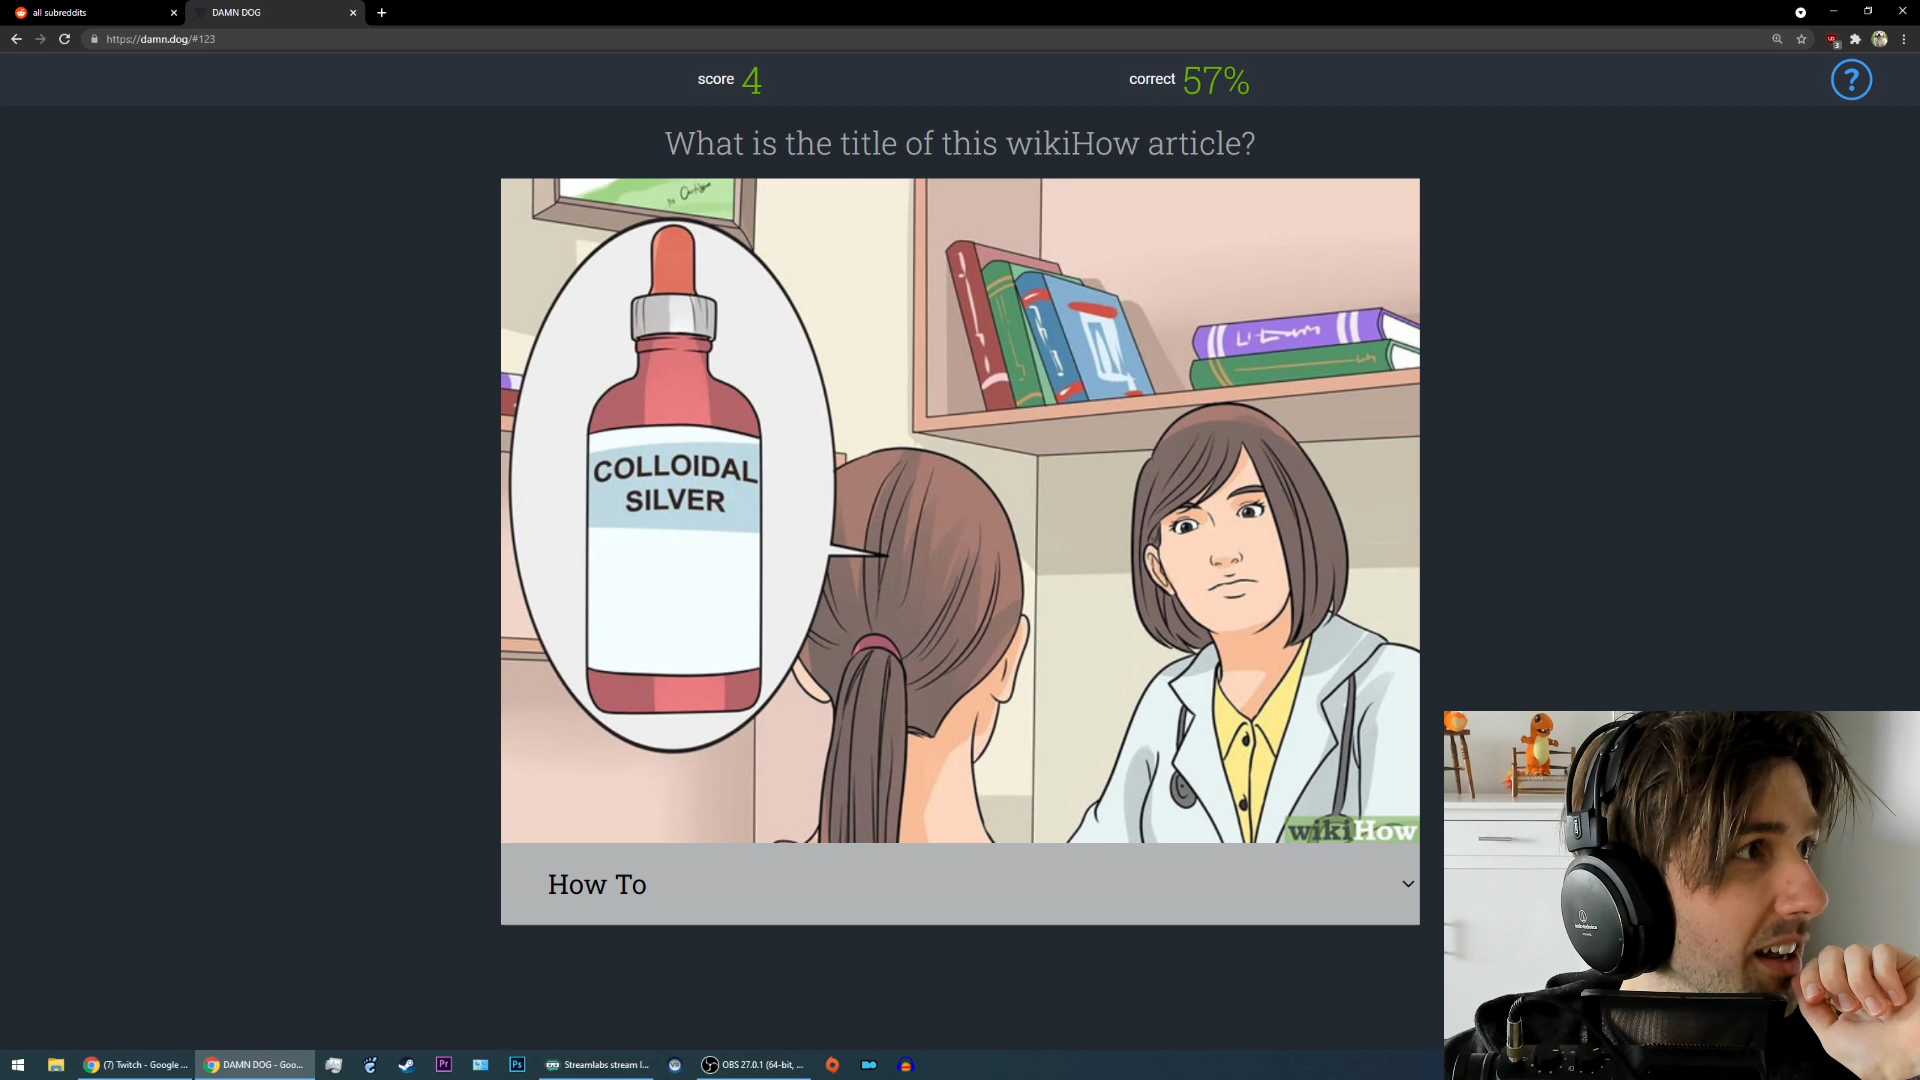 all subreddits
DAMN DOG
https://damn.dog/#123
score 4
correct 57%
?
What is the title of this wikiHow article?
COLLOIDAL
SILVER
wikiHow
How To
(7) Twitch - Google ...
DAMN DOG - Goo...
Pr
Ps
Streamlabs stream l...
OBS 27.0.1 (64-bit, ...